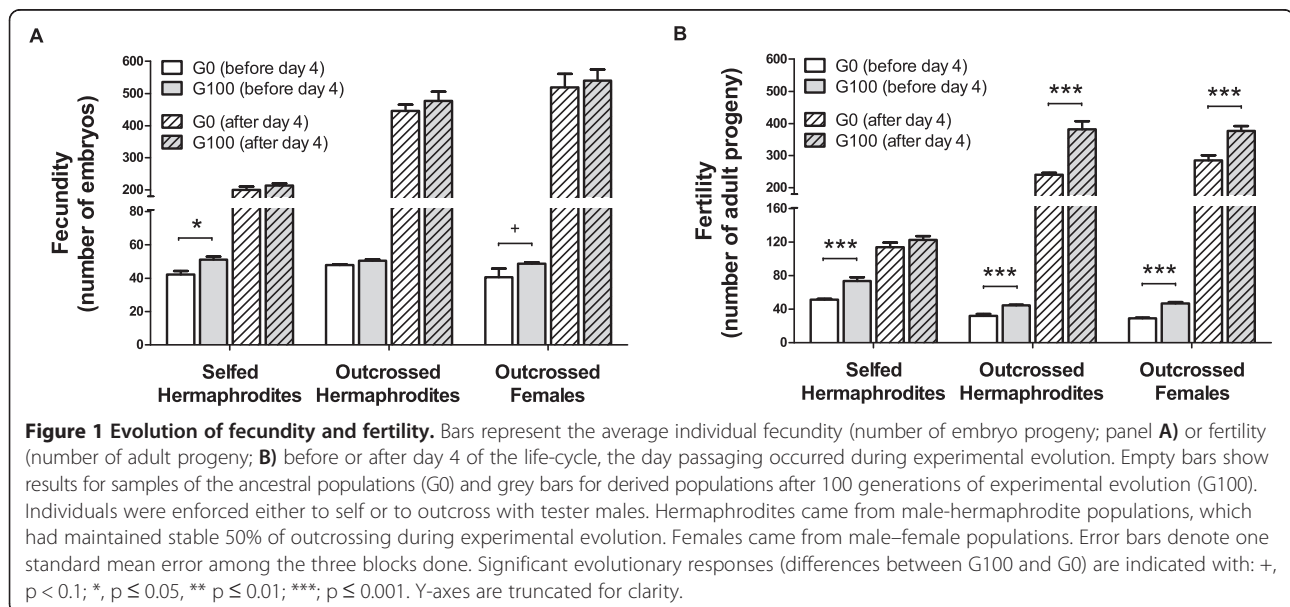 A
Fecundity
(number of embryos)
600
500
400
300
200
80
60
40
20
0
G0 (before day 4)
G100 (before day 4)
G0 (after day 4)
G100 (after day 4)
*
+
Selfed
Hermaphrodites
Outcrossed
Hermaphrodites
Outcrossed
Females
B
Fertility
(number of adult progeny)
600
500
400
300
200
160
120
80
40
0
G0 (before day 4)
G100 (before day 4)
G0 (after day 4)
G100 (after day 4)
***
***
***
***
***
Selfed
Hermaphrodites
Outcrossed
Hermaphrodites
Outcrossed
Females
Figure 1 Evolution of fecundity and fertility. Bars represent the average individual fecundity (number of embryo progeny; panel A) or fertility
(number of adult progeny; B) before or after day 4 of the life-cycle, the day passaging occurred during experimental evolution. Empty bars show
results for samples of the ancestral populations (G0) and grey bars for derived populations after 100 generations of experimental evolution (G100).
Individuals were enforced either to self or to outcross with tester males. Hermaphrodites came from male-hermaphrodite populations, which
had maintained stable 50% of outcrossing during experimental evolution. Females came from male–female populations. Error bars denote one
standard mean error among the three blocks done. Significant evolutionary responses (differences between G100 and G0) are indicated with: +,
p < 0.1; *, p ≤ 0.05, ** p ≤ 0.01; ***; p ≤ 0.001. Y-axes are truncated for clarity.